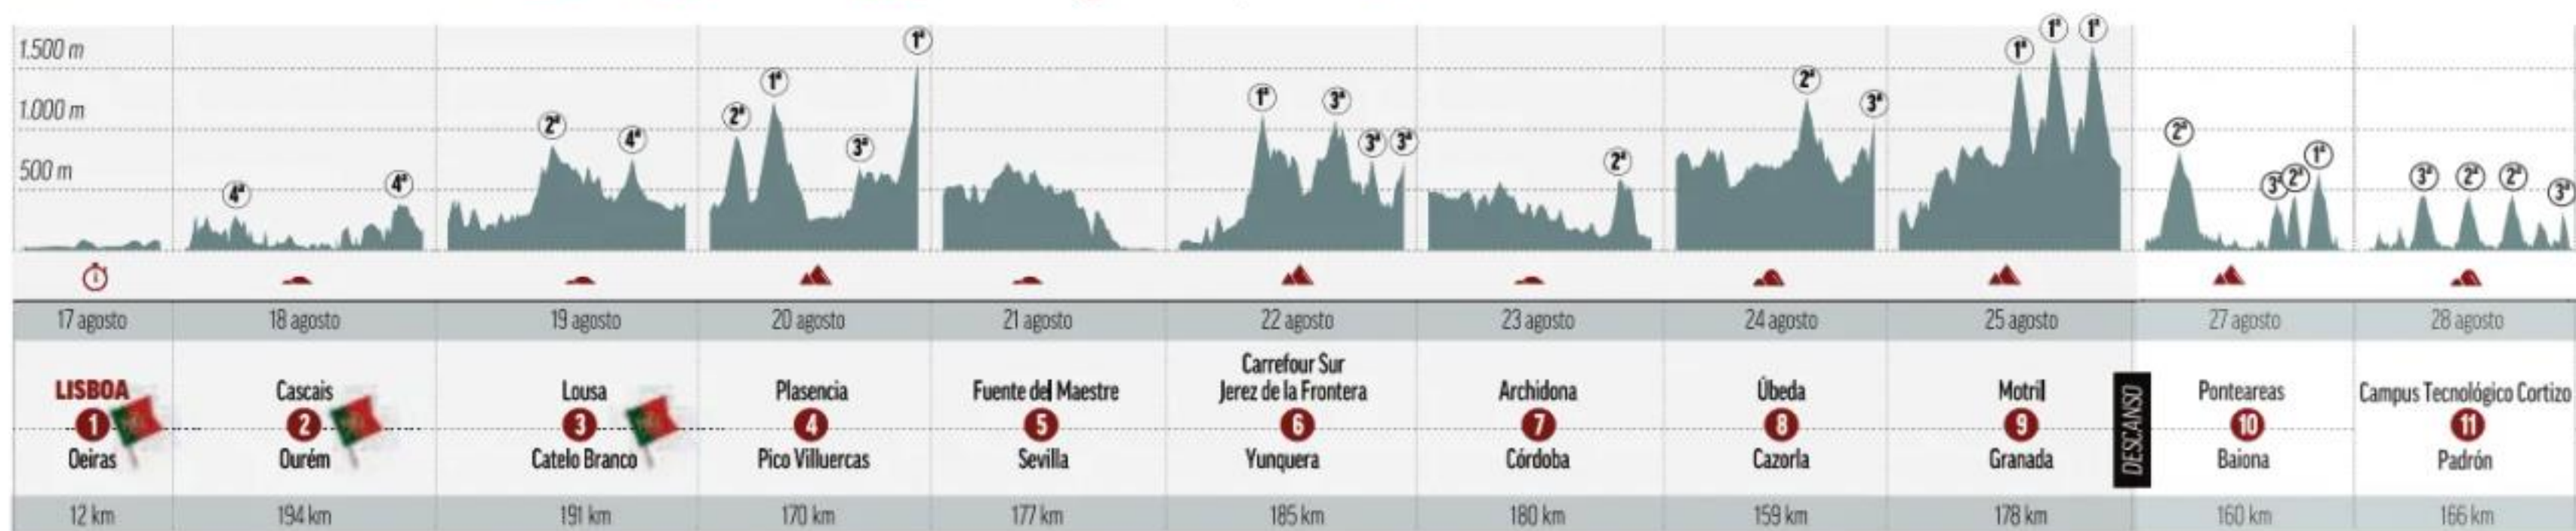 1.500 m
1.000 m
500 m
4ª 4ª
2ª 4ª
2ª 1ª 3ª 1ª
1ª 3ª 3ª 3ª
2ª
2ª 3ª
1ª 1ª 1ª
2ª 3ª 2ª 1ª
3ª 2ª 2ª 3ª
17 agosto 18 agosto 19 agosto 20 agosto 21 agosto 22 agosto 23 agosto 24 agosto 25 agosto 27 agosto 28 agosto
LISBOA
1
Oeiras
12 km
Cascais
2
Ourém
194 km
Lousa
3
Catelo Branco
191 km
Plasencia
4
Pico Villuercas
170 km
Fuente del Maestre
5
Sevilla
177 km
Carrefour Sur
Jerez de la Frontera
6
Yunquera
185 km
Archidona
7
Córdoba
180 km
Úbeda
8
Cazorla
159 km
Motril
9
Granada
178 km
DESCANSO
Ponteareas
10
Baiona
160 km
Campus Tecnológico Cortizo
11
Padrón
166 km